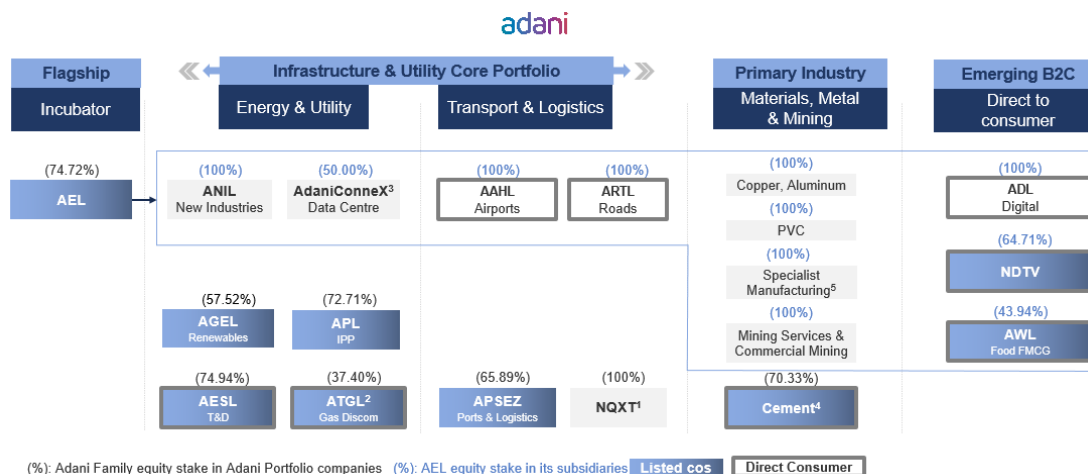 adani
Flagship
Incubator
Infrastructure & Utility Core Portfolio
Energy & Utility
Transport & Logistics
Primary Industry
Materials, Metal
& Mining
Emerging B2C
Direct to
consumer
(74.72%)
AEL
(100%)
ANIL
New Industries
(50.00%)
AdaniConneX³
Data Centre
(100%)
AAHL
Airports
(100%)
ARTL
Roads
(100%)
Copper, Aluminum
(100%)
PVC
(100%)
Specialist
Manufacturing⁵
(100%)
Mining Services &
Commercial Mining
(100%)
ADL
Digital
(64.71%)
NDTV
(43.94%)
AWL
Food FMCG
(57.52%)
AGEL
Renewables
(72.71%)
APL
IPP
(74.94%)
AESL
T&D
(37.40%)
ATGL²
Gas Discom
(65.89%)
APSEZ
Ports & Logistics
(100%)
NQXT¹
(70.33%)
Cement⁴
(%): Adani Family equity stake in Adani Portfolio companies (%): AEL equity stake in its subsidiaries Listed cos Direct Consumer